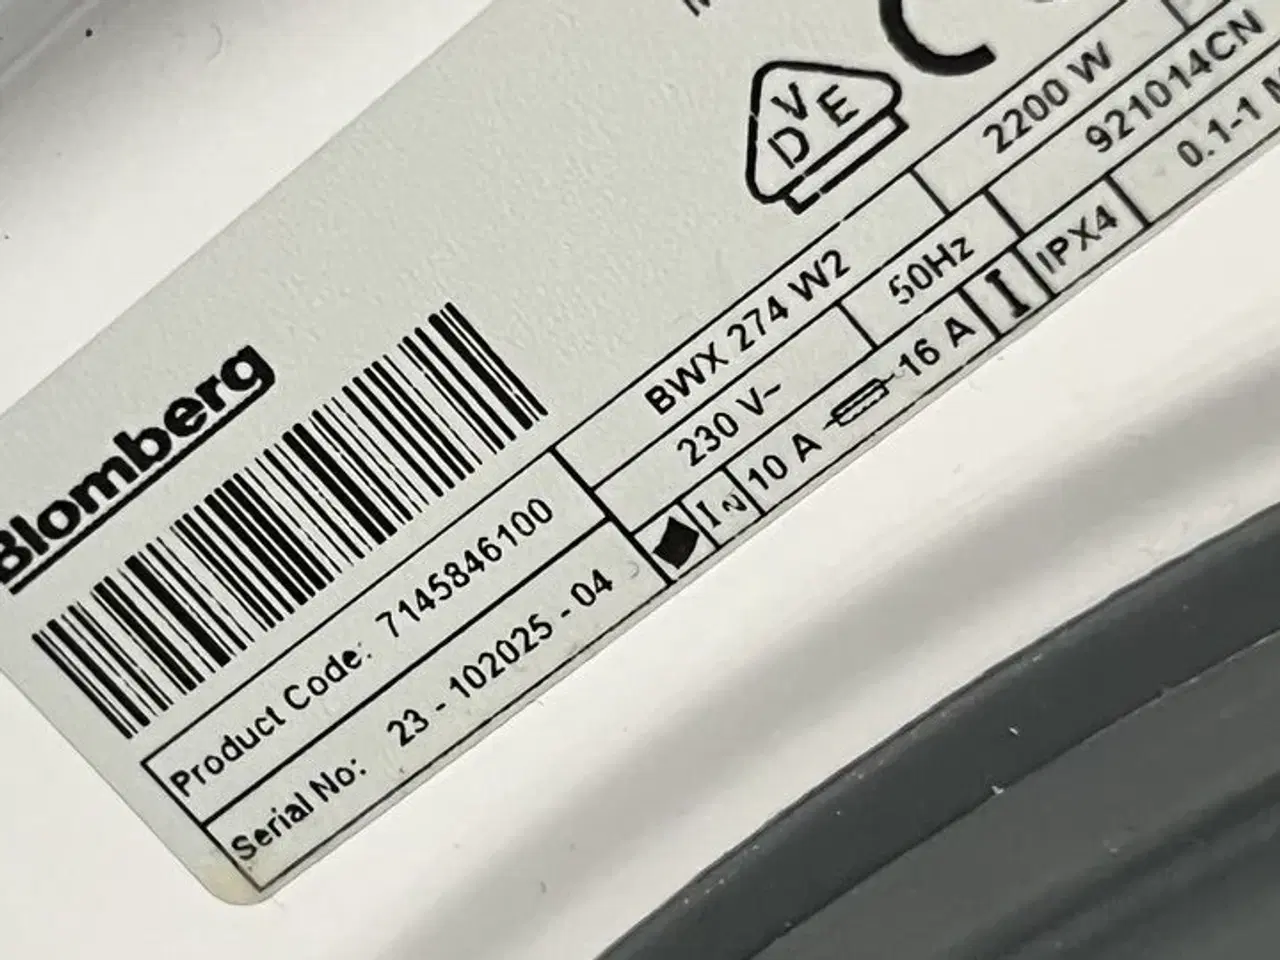 Blomberg
VDE
BWX 274 W2
2200 W
230 V~
50Hz
921014CN
10 A
16 A
I
IPX4
0.1-1
Product Code: 7145846100
Serial No: 23 - 102025 - 04